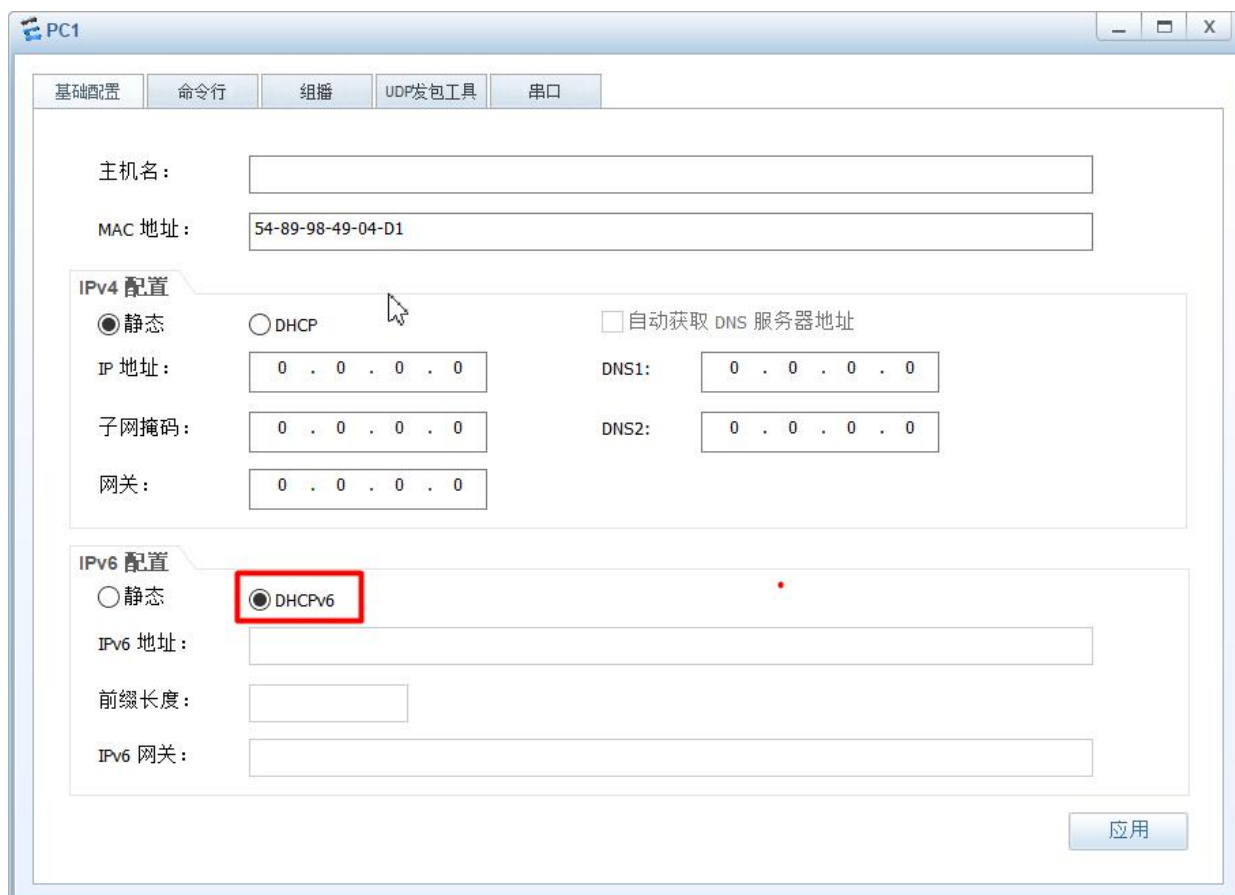 PC1
基础配置 命令行 组播 UDP发包工具 串口
主机名：
MAC 地址： 54-89-98-49-04-D1
IPv4 配置
静态 DHCP 自动获取 DNS 服务器地址
IP 地址： 0 . 0 . 0 . 0 DNS1: 0 . 0 . 0 . 0
子网掩码： 0 . 0 . 0 . 0 DNS2: 0 . 0 . 0 . 0
网关： 0 . 0 . 0 . 0
IPv6 配置
静态 DHCPv6
IPv6 地址：
前缀长度：
IPv6 网关：
应用